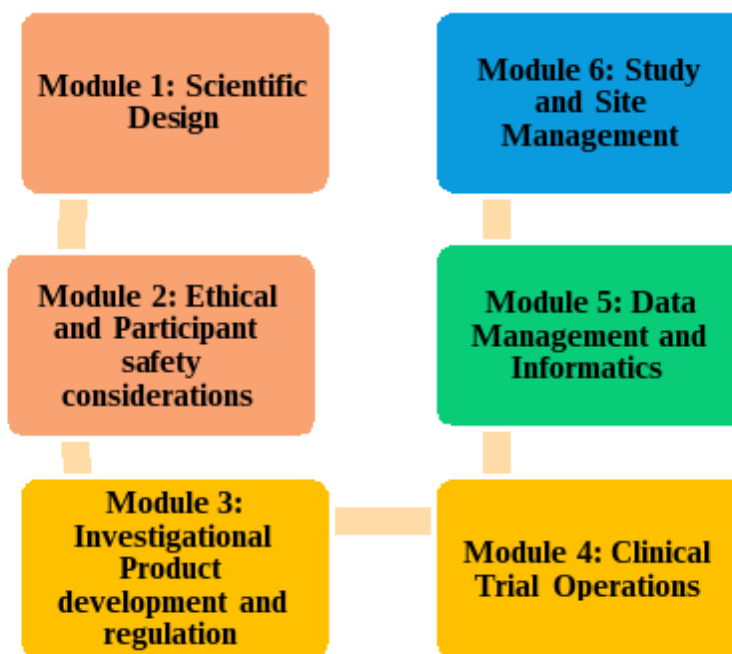 Module 1: Scientific
Design
Module 2: Ethical
and Participant
safety
considerations
Module 3:
Investigational
Product
development and
regulation
Module 4: Clinical
Trial Operations
Module 5: Data
Management and
Informatics
Module 6: Study
and Site
Management